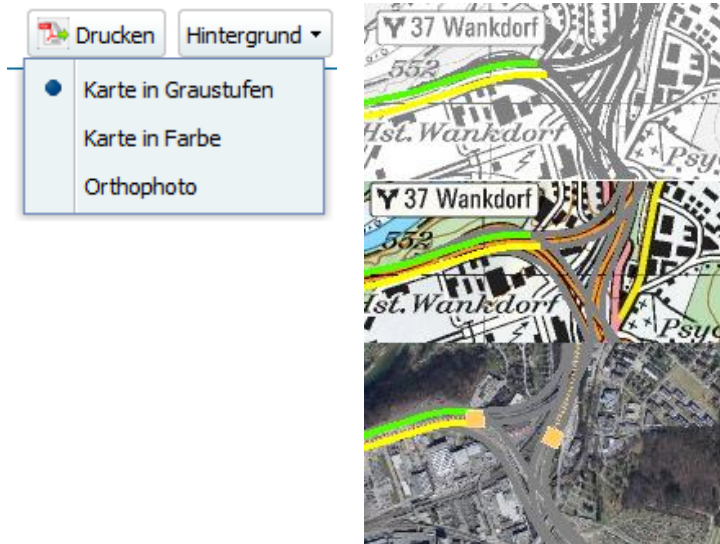 Drucken Hintergrund
Karte in Graustufen
Karte in Farbe
Orthophoto
37 Wankdorf
552
Hst. Wankdorf
Psy
37 Wankdorf
552
Hst. Wankdorf
Psyc